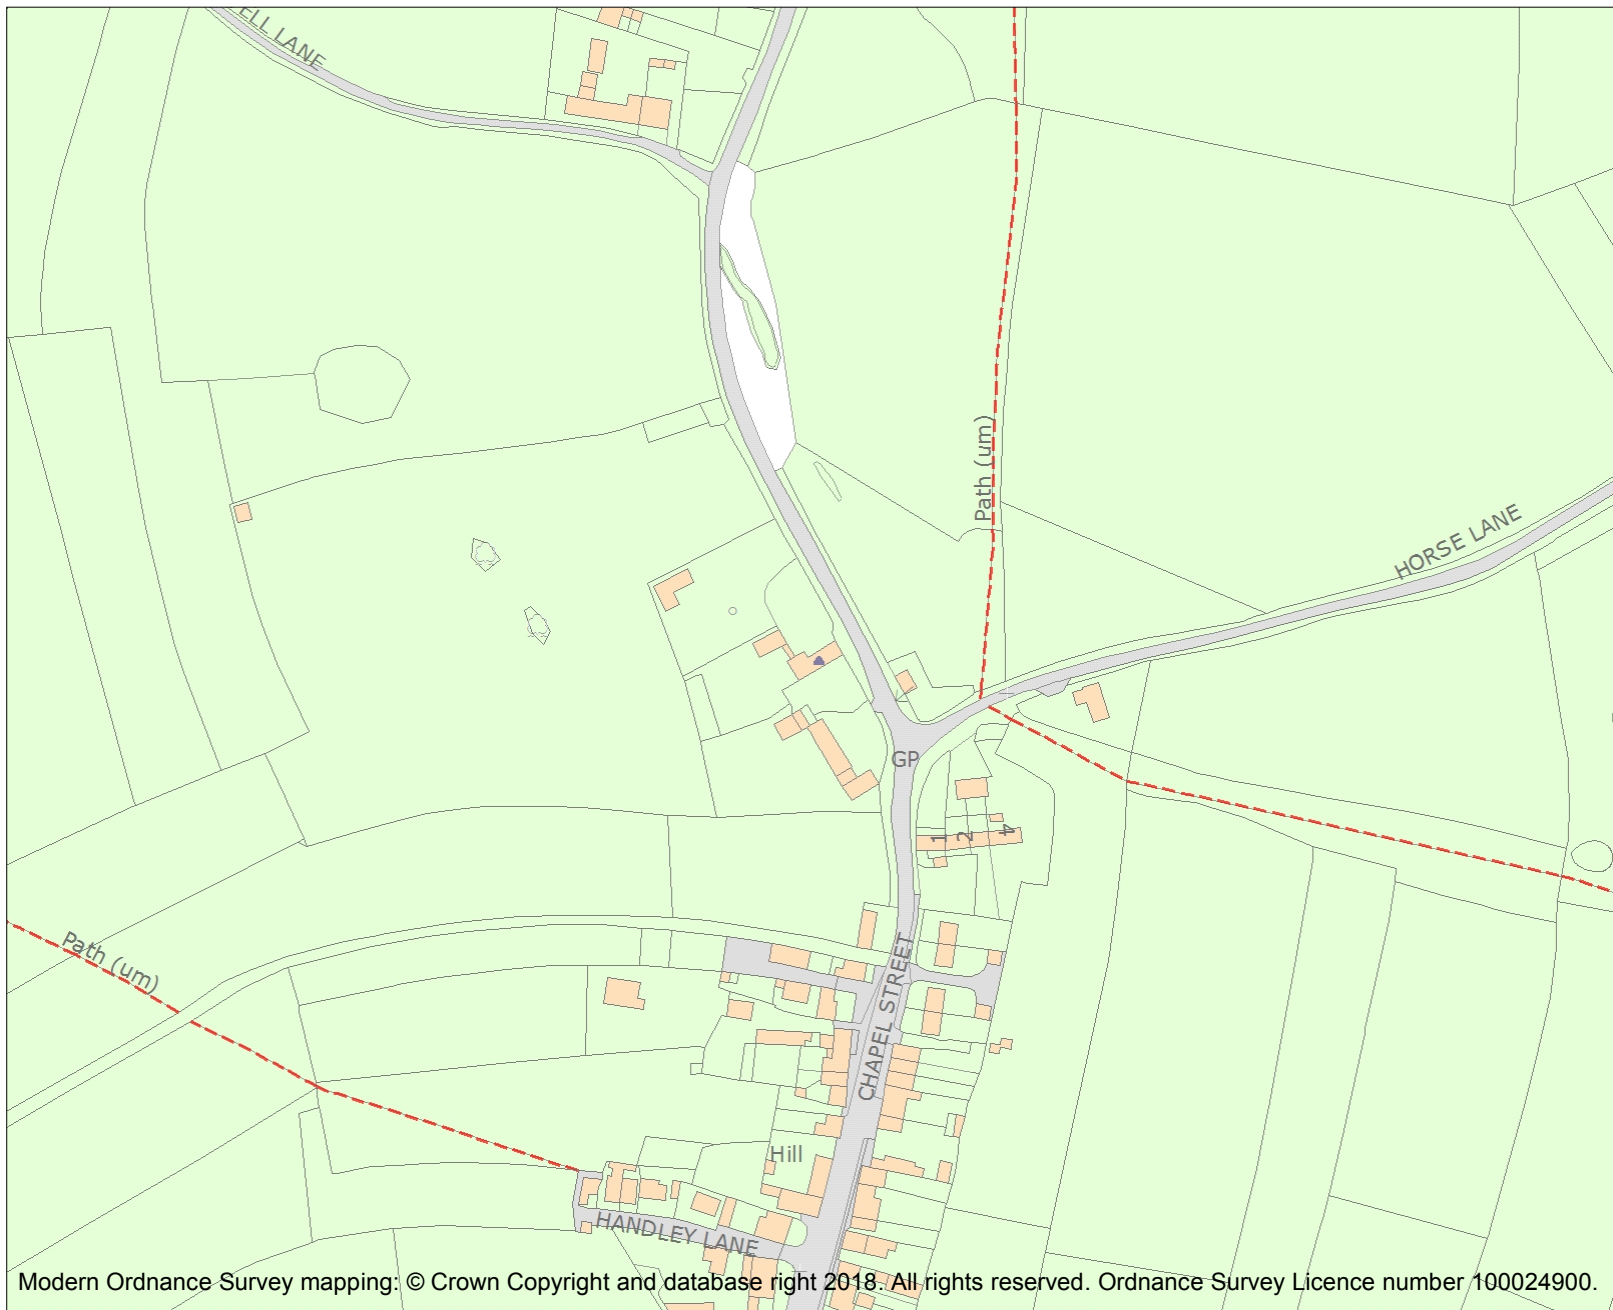 ELL LANE
Path (um)
HORSE LANE
GP
1
2
4
Path (um)
CHAPEL STREET
Hill
HANDLEY LANE
Modern Ordnance Survey mapping: © Crown Copyright and database right 2018. All rights reserved. Ordnance Survey Licence number 100024900.